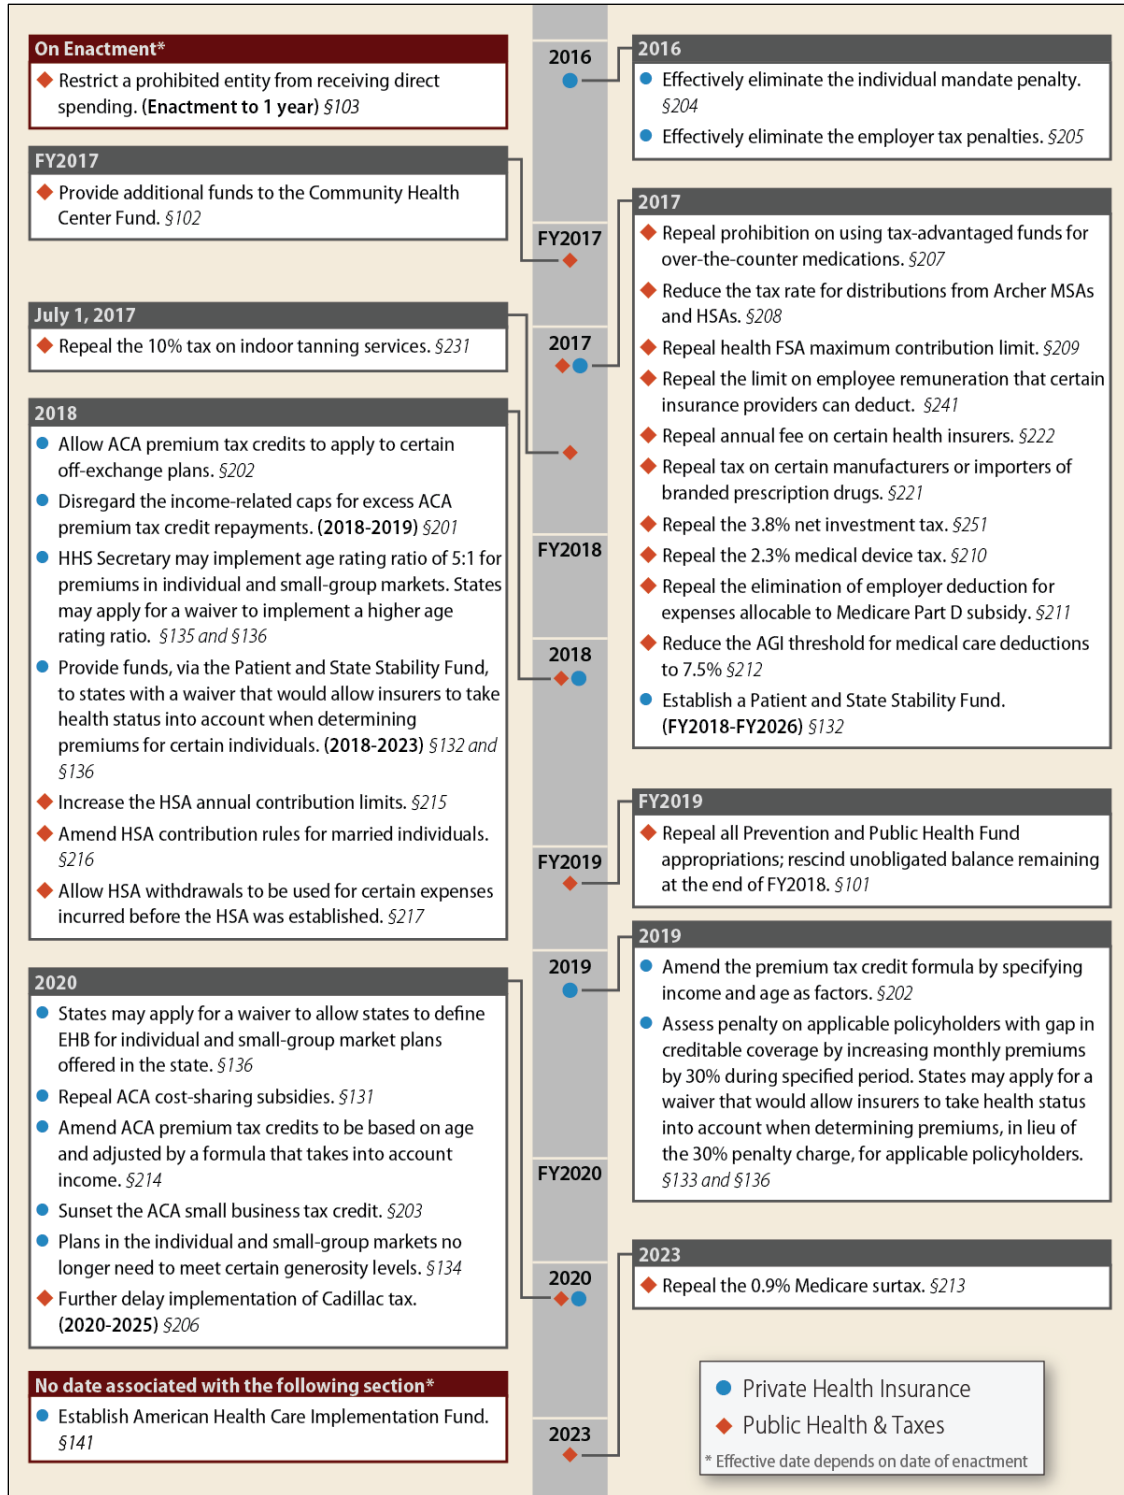 On Enactment*
Restrict a prohibited entity from receiving direct
spending. (Enactment to 1 year) §103
FY2017
Provide additional funds to the Community Health
Center Fund. §102
July 1, 2017
Repeal the 10% tax on indoor tanning services. §231
2018
Allow ACA premium tax credits to apply to certain
off-exchange plans. §202
Disregard the income-related caps for excess ACA
premium tax credit repayments. (2018-2019) §201
HHS Secretary may implement age rating ratio of 5:1 for
premiums in individual and small-group markets. States
may apply for a waiver to implement a higher age
rating ratio. §135 and §136
Provide funds, via the Patient and State Stability Fund,
to states with a waiver that would allow insurers to take
health status into account when determining
premiums for certain individuals. (2018-2023) §132 and
§136
Increase the HSA annual contribution limits. §215
Amend HSA contribution rules for married individuals.
§216
Allow HSA withdrawals to be used for certain expenses
incurred before the HSA was established. §217
2020
States may apply for a waiver to allow states to define
EHB for individual and small-group market plans
offered in the state. §136
Repeal ACA cost-sharing subsidies. §131
Amend ACA premium tax credits to be based on age
and adjusted by a formula that takes into account
income. §214
Sunset the ACA small business tax credit. §203
Plans in the individual and small-group markets no
longer need to meet certain generosity levels. §134
Further delay implementation of Cadillac tax.
(2020-2025) §206
No date associated with the following section*
Establish American Health Care Implementation Fund.
§141
2016
FY2017
2017
FY2018
2018
FY2019
2019
FY2020
2020
2023
2016
Effectively eliminate the individual mandate penalty.
§204
Effectively eliminate the employer tax penalties. §205
2017
Repeal prohibition on using tax-advantaged funds for
over-the-counter medications. §207
Reduce the tax rate for distributions from Archer MSAs
and HSAs. §208
Repeal health FSA maximum contribution limit. §209
Repeal the limit on employee remuneration that certain
insurance providers can deduct. §241
Repeal annual fee on certain health insurers. §222
Repeal tax on certain manufacturers or importers of
branded prescription drugs. §221
Repeal the 3.8% net investment tax. §251
Repeal the 2.3% medical device tax. §210
Repeal the elimination of employer deduction for
expenses allocable to Medicare Part D subsidy. §211
Reduce the AGI threshold for medical care deductions
to 7.5% §212
Establish a Patient and State Stability Fund.
(FY2018-FY2026) §132
FY2019
Repeal all Prevention and Public Health Fund
appropriations; rescind unobligated balance remaining
at the end of FY2018. §101
2019
Amend the premium tax credit formula by specifying
income and age as factors. §202
Assess penalty on applicable policyholders with gap in
creditable coverage by increasing monthly premiums
by 30% during specified period. States may apply for a
waiver that would allow insurers to take health status
into account when determining premiums, in lieu of
the 30% penalty charge, for applicable policyholders.
§133 and §136
2023
Repeal the 0.9% Medicare surtax. §213
Private Health Insurance
Public Health & Taxes
* Effective date depends on date of enactment